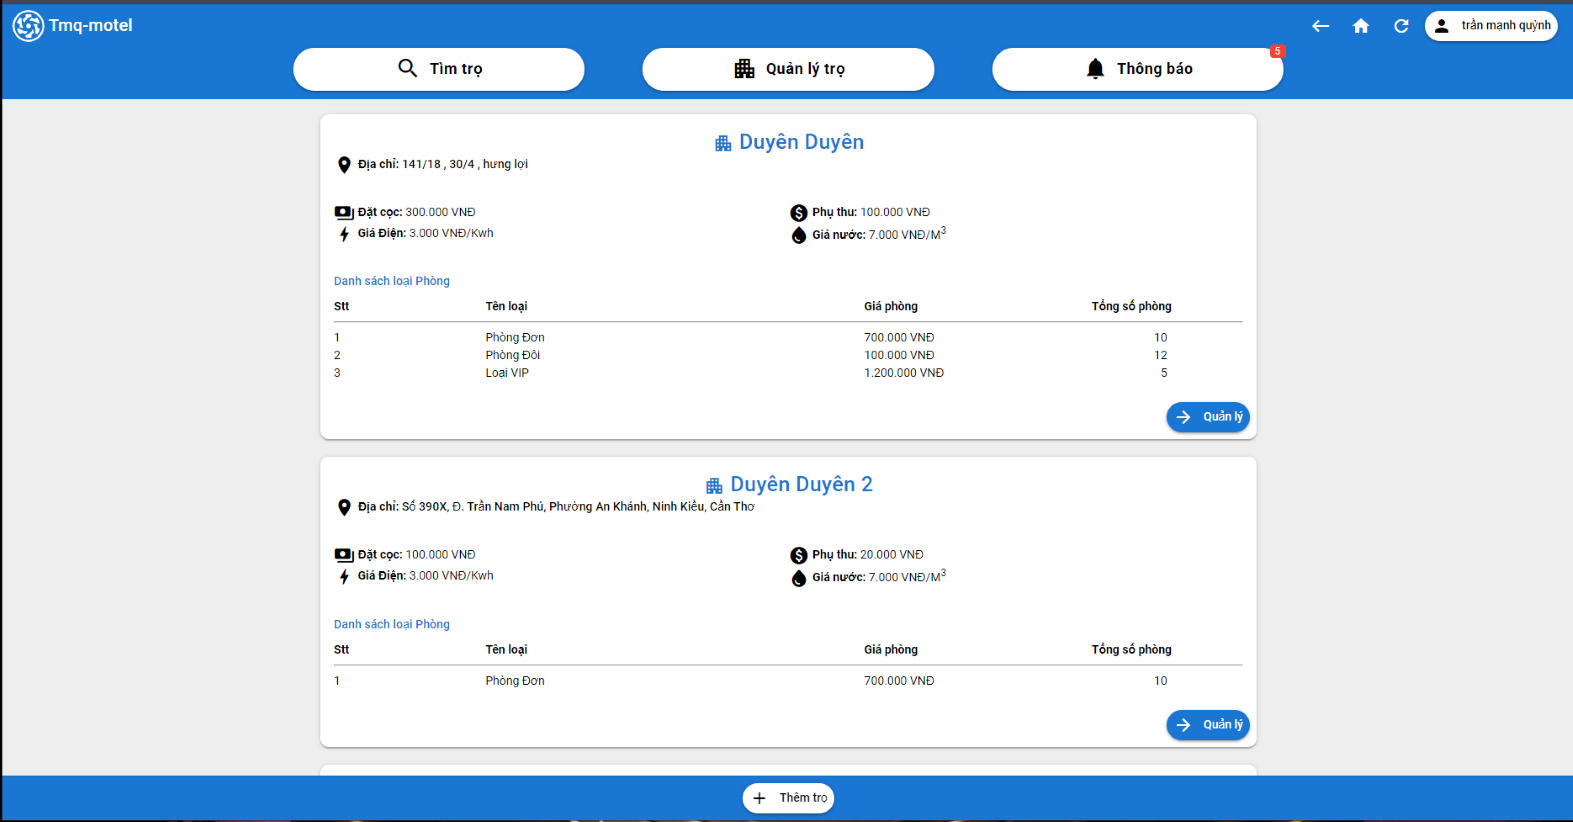 Tmq-motel
trần mạnh quỳnh
Tìm trọ
Quản lý trọ
Thông báo
5
Duyên Duyên
Địa chỉ: 141/18 , 30/4 , hưng lợi
Đặt cọc: 300.000 VNĐ
Phụ thu: 100.000 VNĐ
Giá Điện: 3.000 VNĐ/Kwh
Giá nước: 7.000 VNĐ/M³
Danh sách loại Phòng
Stt Tên loại Giá phòng Tổng số phòng
1 Phòng Đơn 700.000 VNĐ 10
2 Phòng Đôi 100.000 VNĐ 12
3 Loại VIP 1.200.000 VNĐ 5
Quản lý
Duyên Duyên 2
Địa chỉ: Số 390X, Đ. Trần Nam Phú, Phường An Khánh, Ninh Kiều, Cần Thơ
Đặt cọc: 100.000 VNĐ
Phụ thu: 20.000 VNĐ
Giá Điện: 3.000 VNĐ/Kwh
Giá nước: 7.000 VNĐ/M³
Danh sách loại Phòng
Stt Tên loại Giá phòng Tổng số phòng
1 Phòng Đơn 700.000 VNĐ 10
Quản lý
Thêm trọ